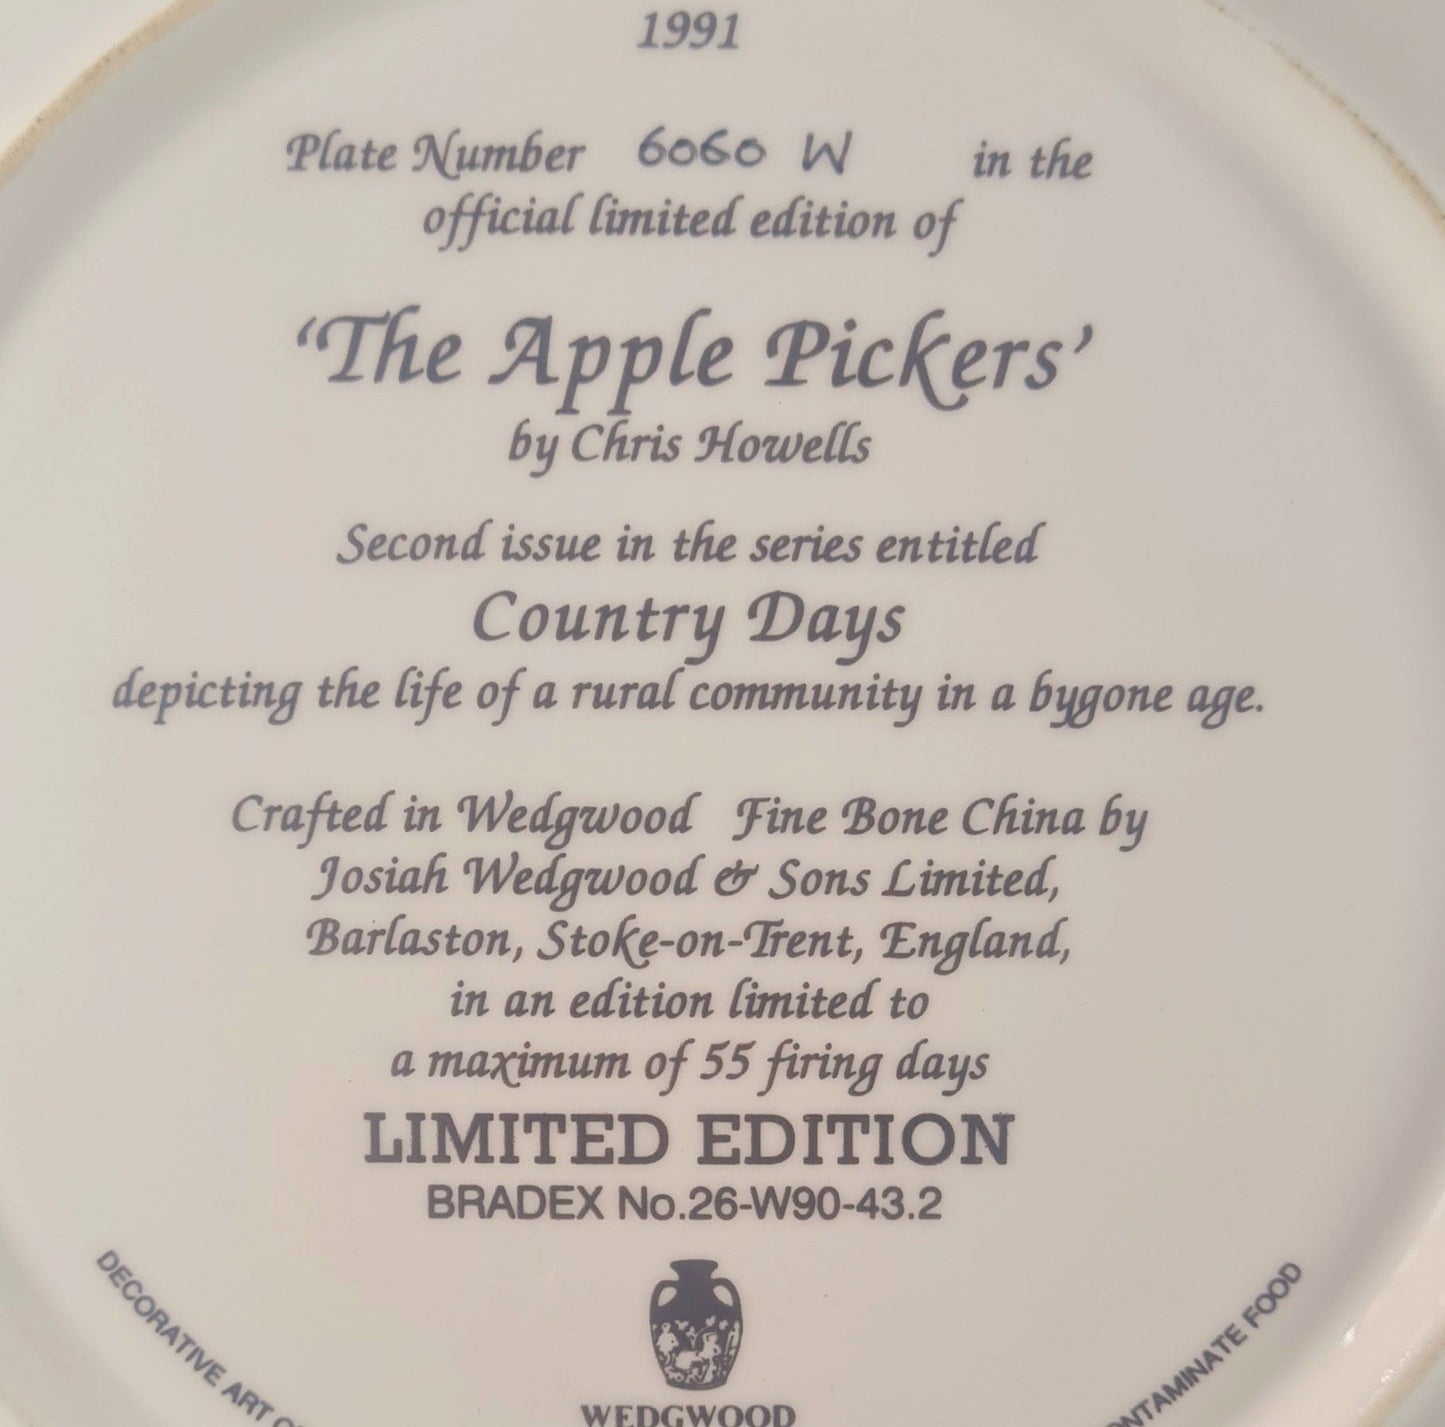 1991
Plate Number 6060 W in the
official limited edition of
‘The Apple Pickers’
by Chris Howells
Second issue in the series entitled
Country Days
depicting the life of a rural community in a bygone age.
Crafted in Wedgwood Fine Bone China by
Josiah Wedgwood & Sons Limited,
Barlaston, Stoke-on-Trent, England,
in an edition limited to
a maximum of 55 firing days
LIMITED EDITION
BRADEX No.26-W90-43.2
WEDGWOOD
DECORATIVE ART
FOOD